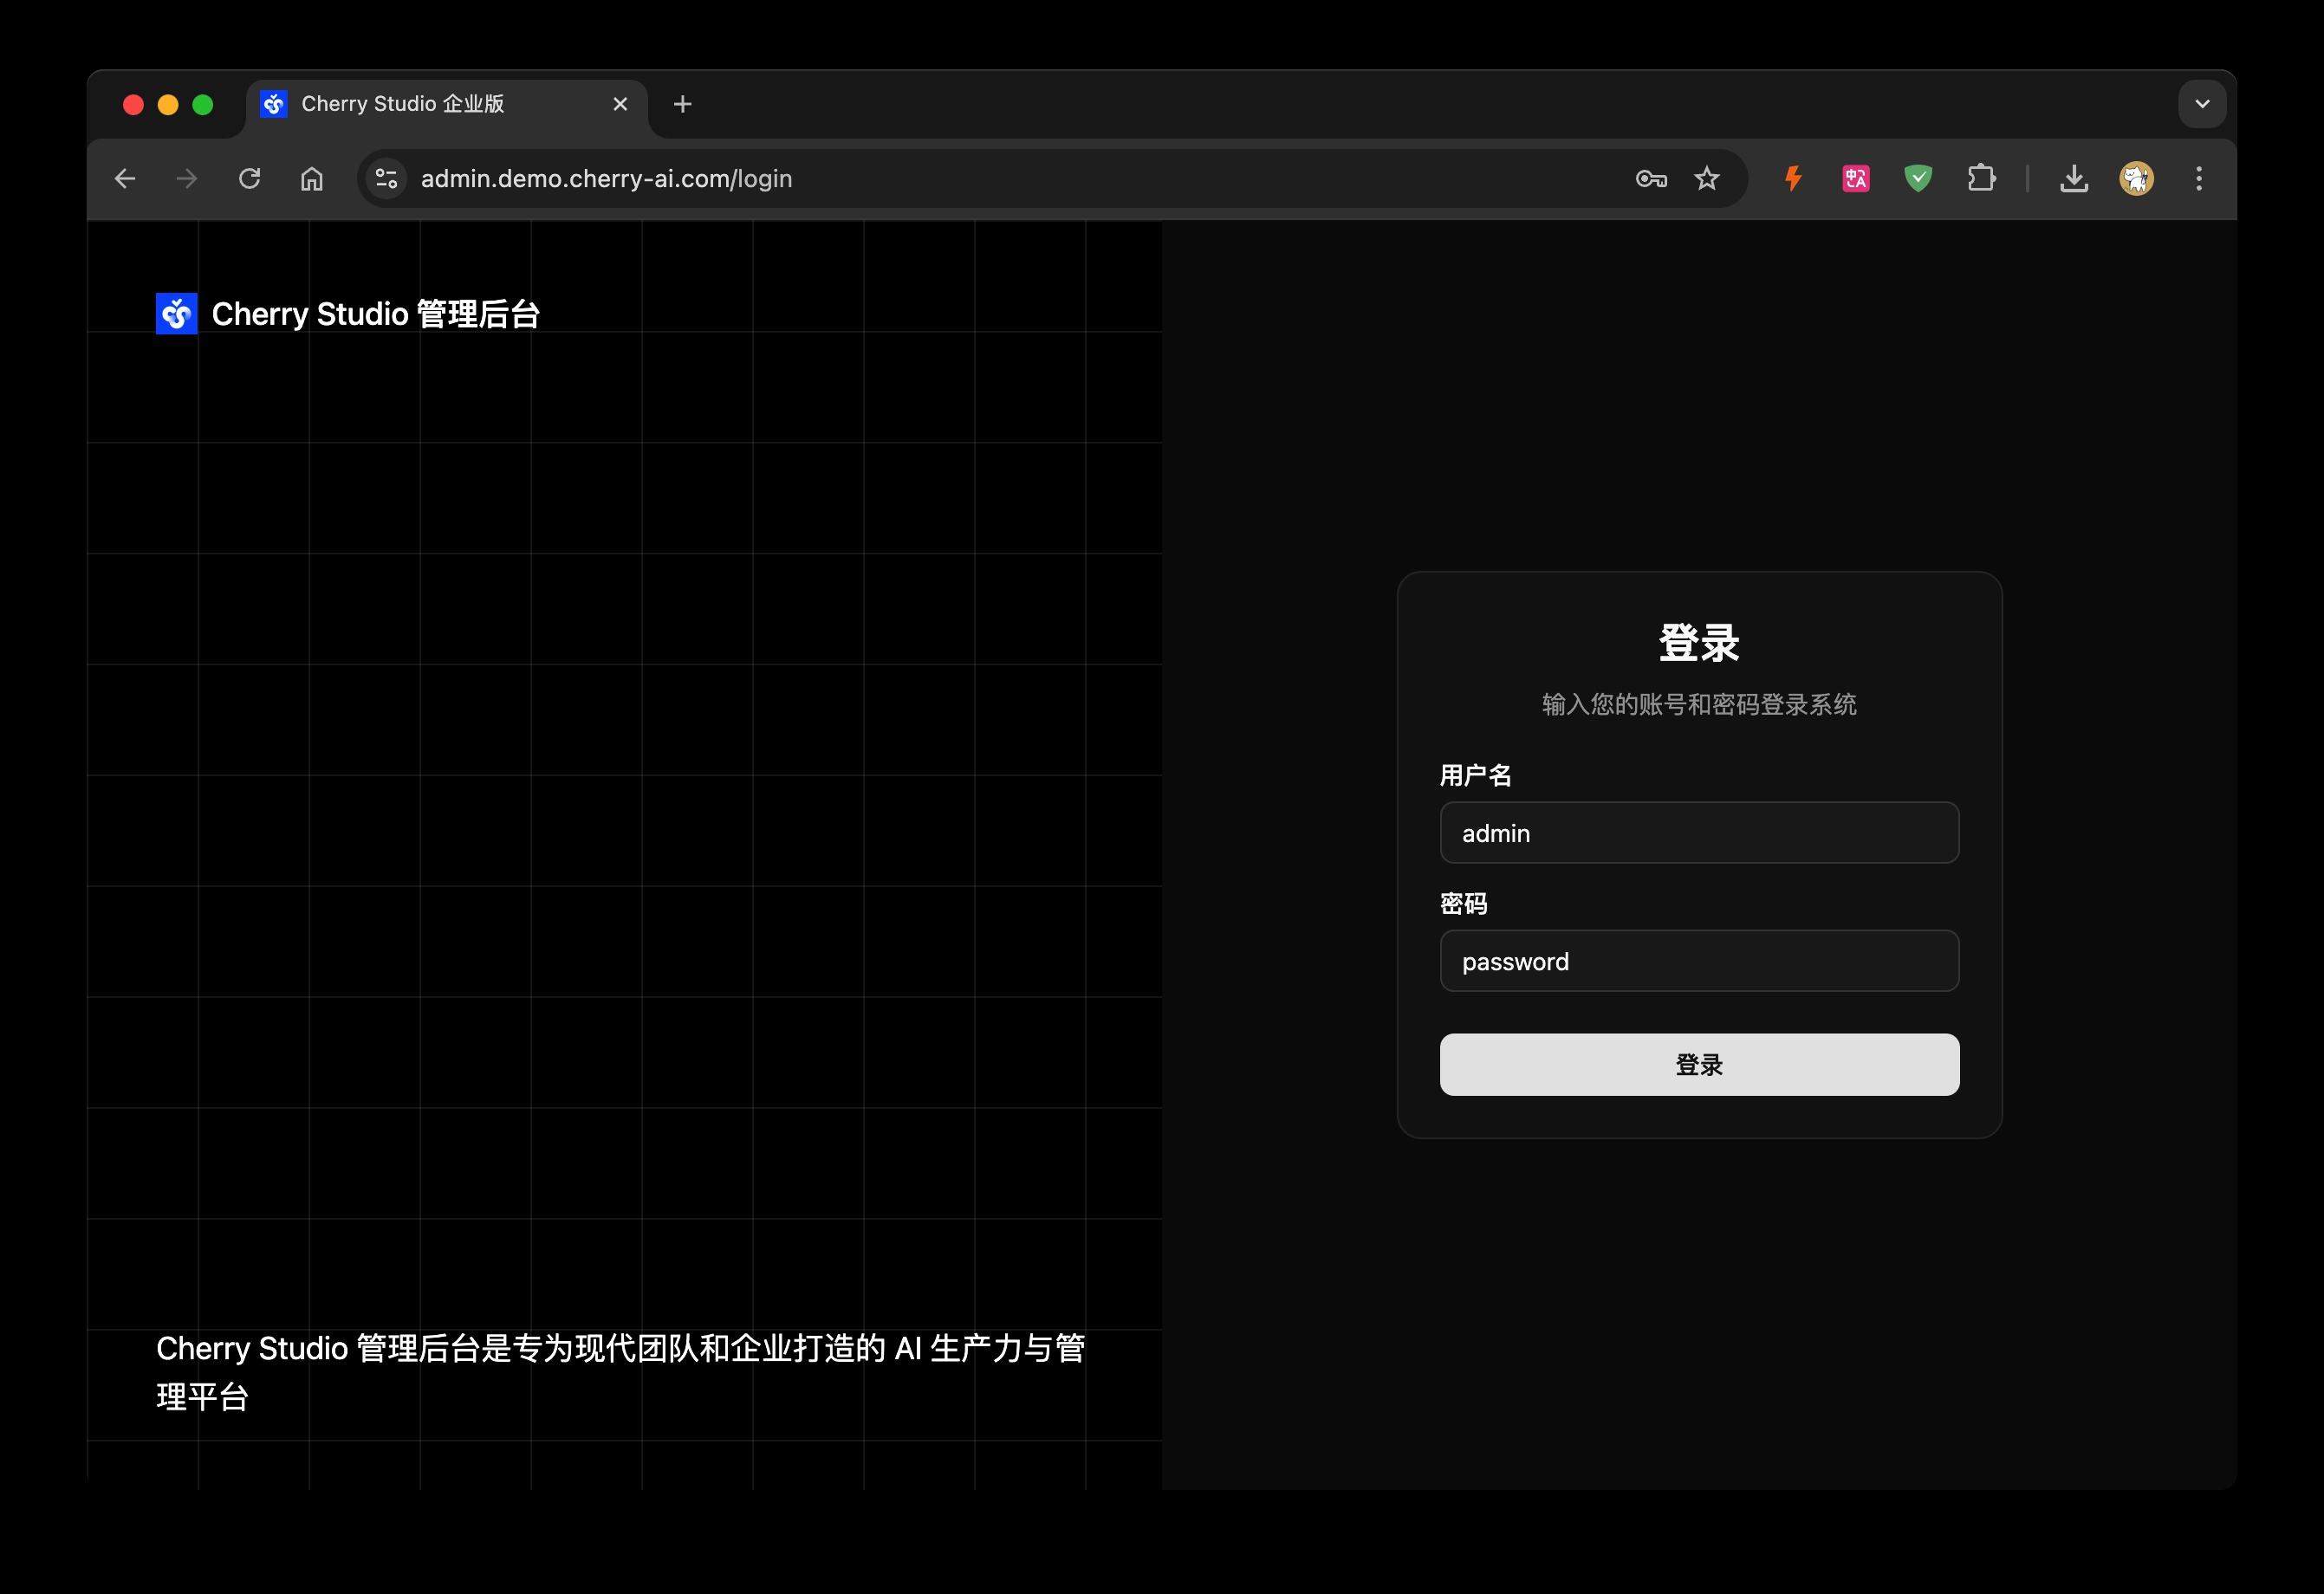 Cherry Studio 企业版
admin.demo.cherry-ai.com/login
Cherry Studio 管理后台
登录
输入您的账号和密码登录系统
用户名
admin
密码
password
登录
Cherry Studio 管理后台是专为现代团队和企业打造的 AI 生产力与管
理平台